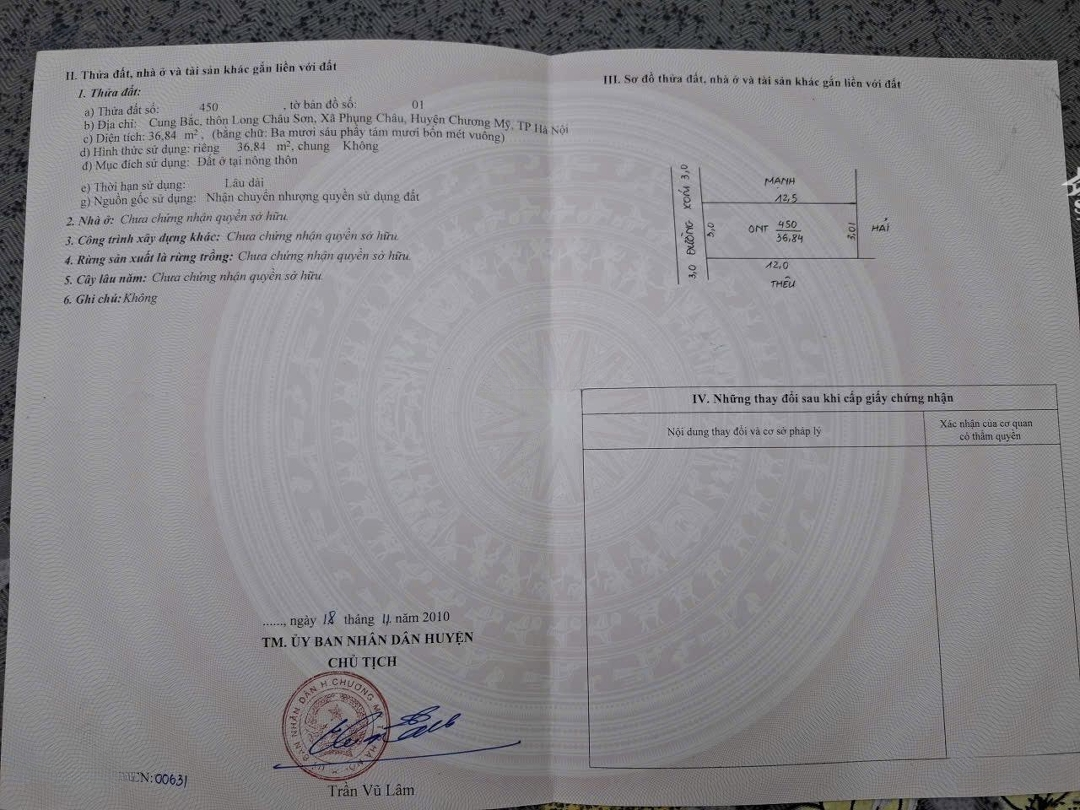 II. Thửa đất, nhà ở và tài sản khác gắn liền với đất
1. Thửa đất:
a) Thửa đất số: 450 , tờ bản đồ số: 01
b) Địa chỉ: Cung Bắc, thôn Long Châu Sơn, Xã Phụng Châu, Huyện Chương Mỹ, TP Hà Nội
c) Diện tích: 36,84 m², (bằng chữ: Ba mươi sáu phẩy tám mươi bốn mét vuông)
d) Hình thức sử dụng: riêng 36,84 m², chung Không
đ) Mục đích sử dụng: Đất ở tại nông thôn
e) Thời hạn sử dụng: Lâu dài
g) Nguồn gốc sử dụng: Nhận chuyển nhượng quyền sử dụng đất
2. Nhà ở: Chưa chứng nhận quyền sở hữu.
3. Công trình xây dựng khác: Chưa chứng nhận quyền sở hữu.
4. Rừng sản xuất là rừng trồng: Chưa chứng nhận quyền sở hữu.
5. Cây lâu năm: Chưa chứng nhận quyền sở hữu.
6. Ghi chú: Không
......, ngày 18 tháng 11 năm 2010
TM. ỦY BAN NHÂN DÂN HUYỆN
CHỦ TỊCH
Trần Vũ Lâm
00631
III. Sơ đồ thửa đất, nhà ở và tài sản khác gắn liền với đất
3,0 ĐƯỜNG XÓM 3,0
MẠNH
12,5
3,0
ONT 450
36,84
3,01
HẢI
12,0
THÊU
IV. Những thay đổi sau khi cấp giấy chứng nhận
Nội dung thay đổi và cơ sở pháp lý
Xác nhận của cơ quan
có thẩm quyền